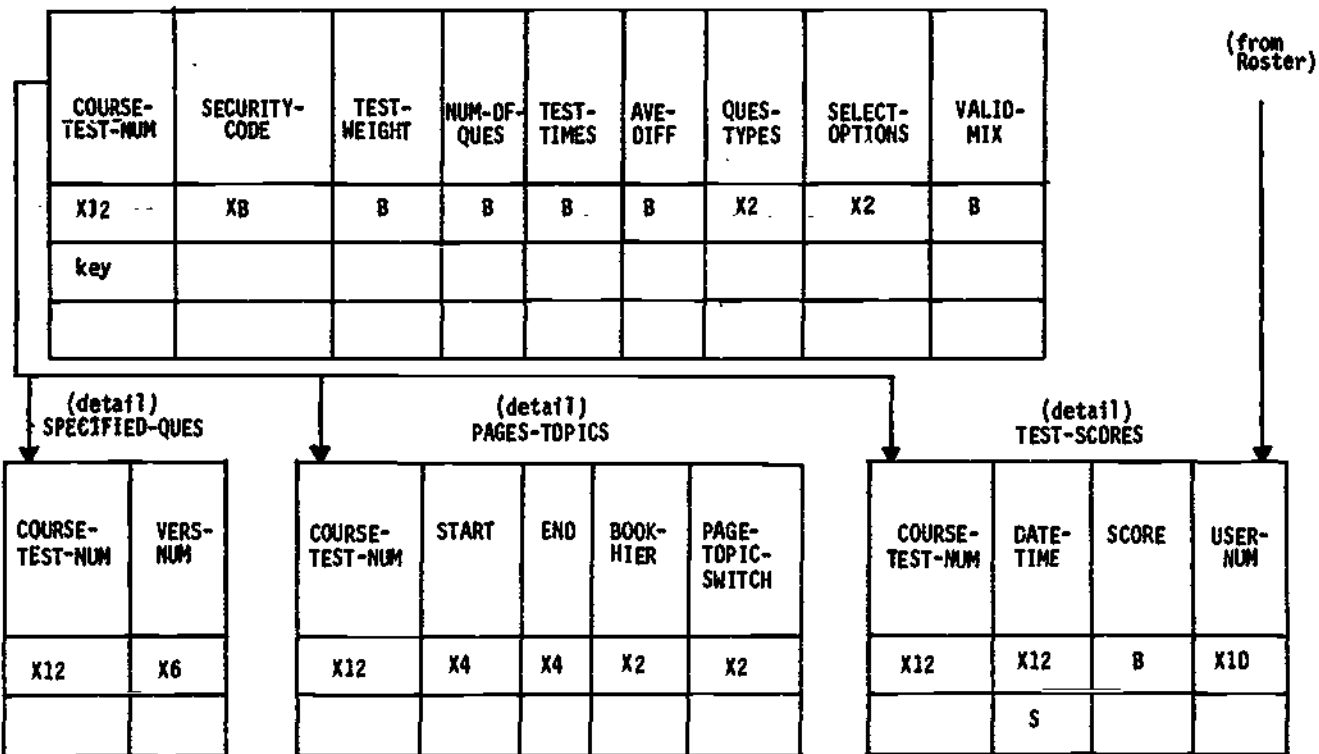 (from
Roster)
COURSE- SECURITY- TEST- NUM-OF- TEST- AVE- QUES- SELECT- VALID-
TEST-NUM CODE WEIGHT QUES TIMES DIFF TYPES OPTIONS MIX
X12 X8 B B B B X2 X2 B
key
(detail) (detail) (detail)
SPECIFIED-QUES PAGES-TOPICS TEST-SCORES
COURSE- VERS- COURSE- START END BOOK- PAGE- COURSE- DATE- SCORE USER-
TEST-NUM NUM TEST-NUM HIER TOPIC- TEST-NUM TIME NUM
SWITCH
X12 X6 X12 X4 X4 X2 X2 X12 X12 B X10
S